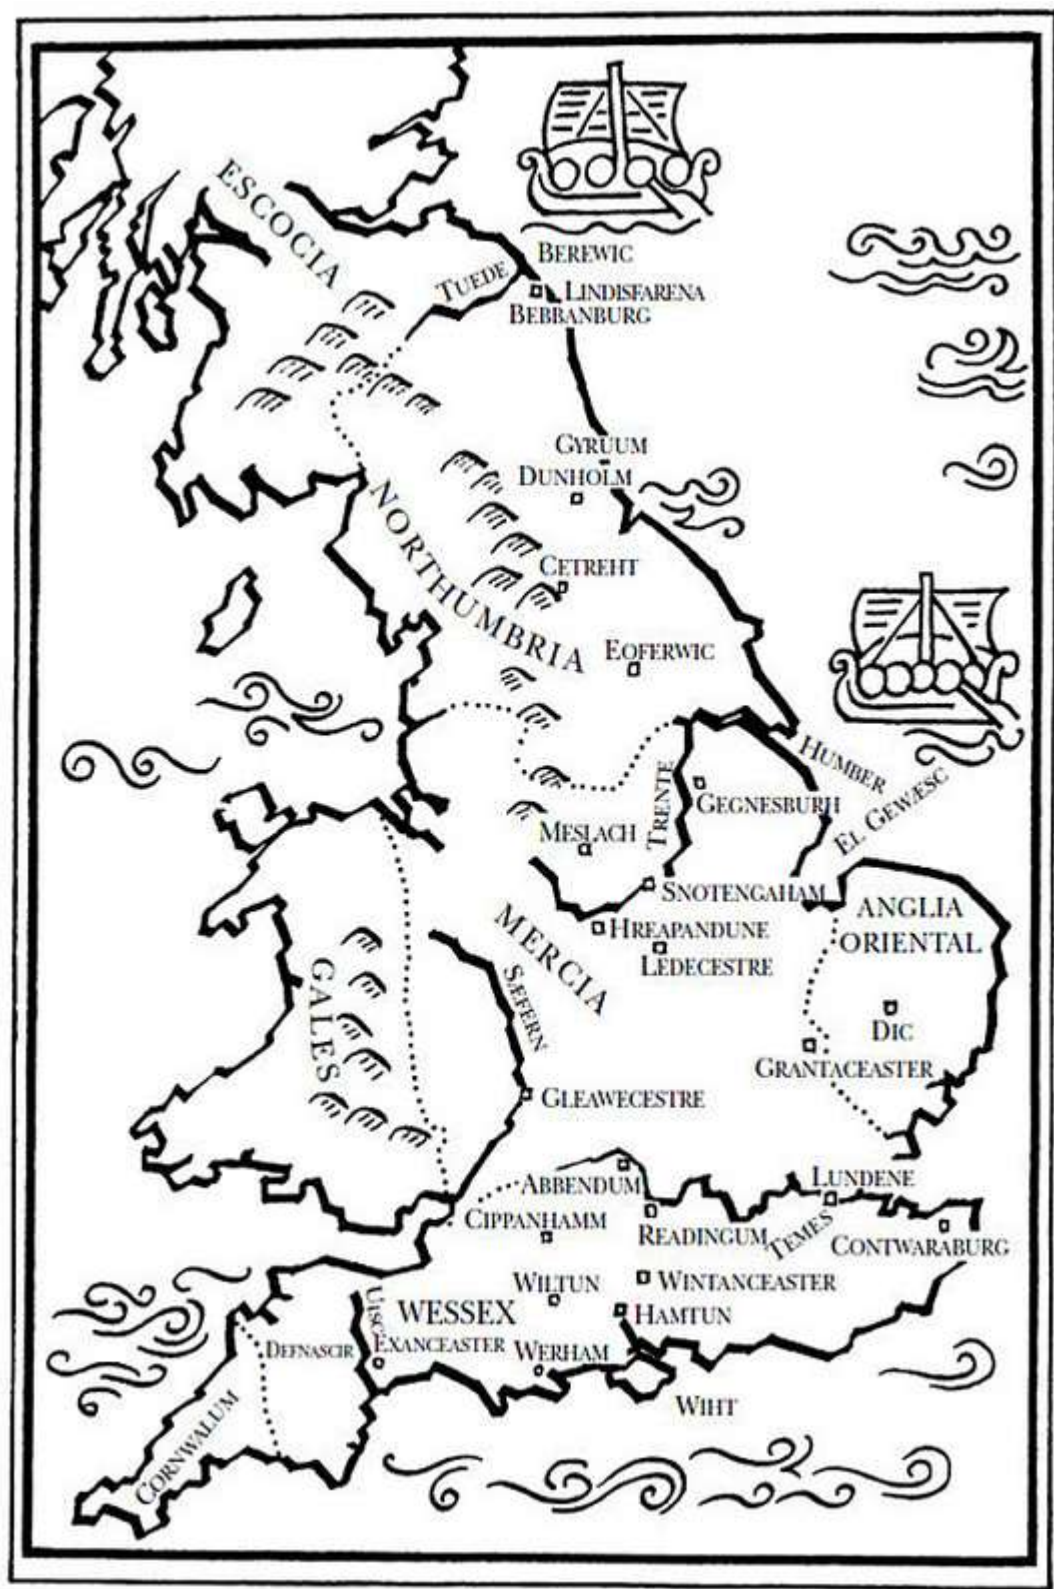 ESCOCIA
TUEDE
BEREWIC
LINDISFARENA
BEBBANBURG
GYRUUM
DUNHOLM
NORTHUMBRIA
CETREHT
EOFERWIC
HUMBER
TRENTE
GEGNESBURH
EL GEWÆSC
MESLACH
SNOTENGAHAM
ANGLIA
ORIENTAL
MERCIA
HREAPANDUNE
LEDECESTRE
GALES
SÆFERN
DIC
GRANTACEASTER
GLEAWECESTRE
ABBENDUM
LUNDENE
CIPPANHAMM
READINGUM
TEMES
CONTWARABURG
WILTUN
WINTANCEASTER
UISC
WESSEX
HAMTUN
DEFNASCIR
EXANCEASTER
WERHAM
WIHT
CORNWALUM